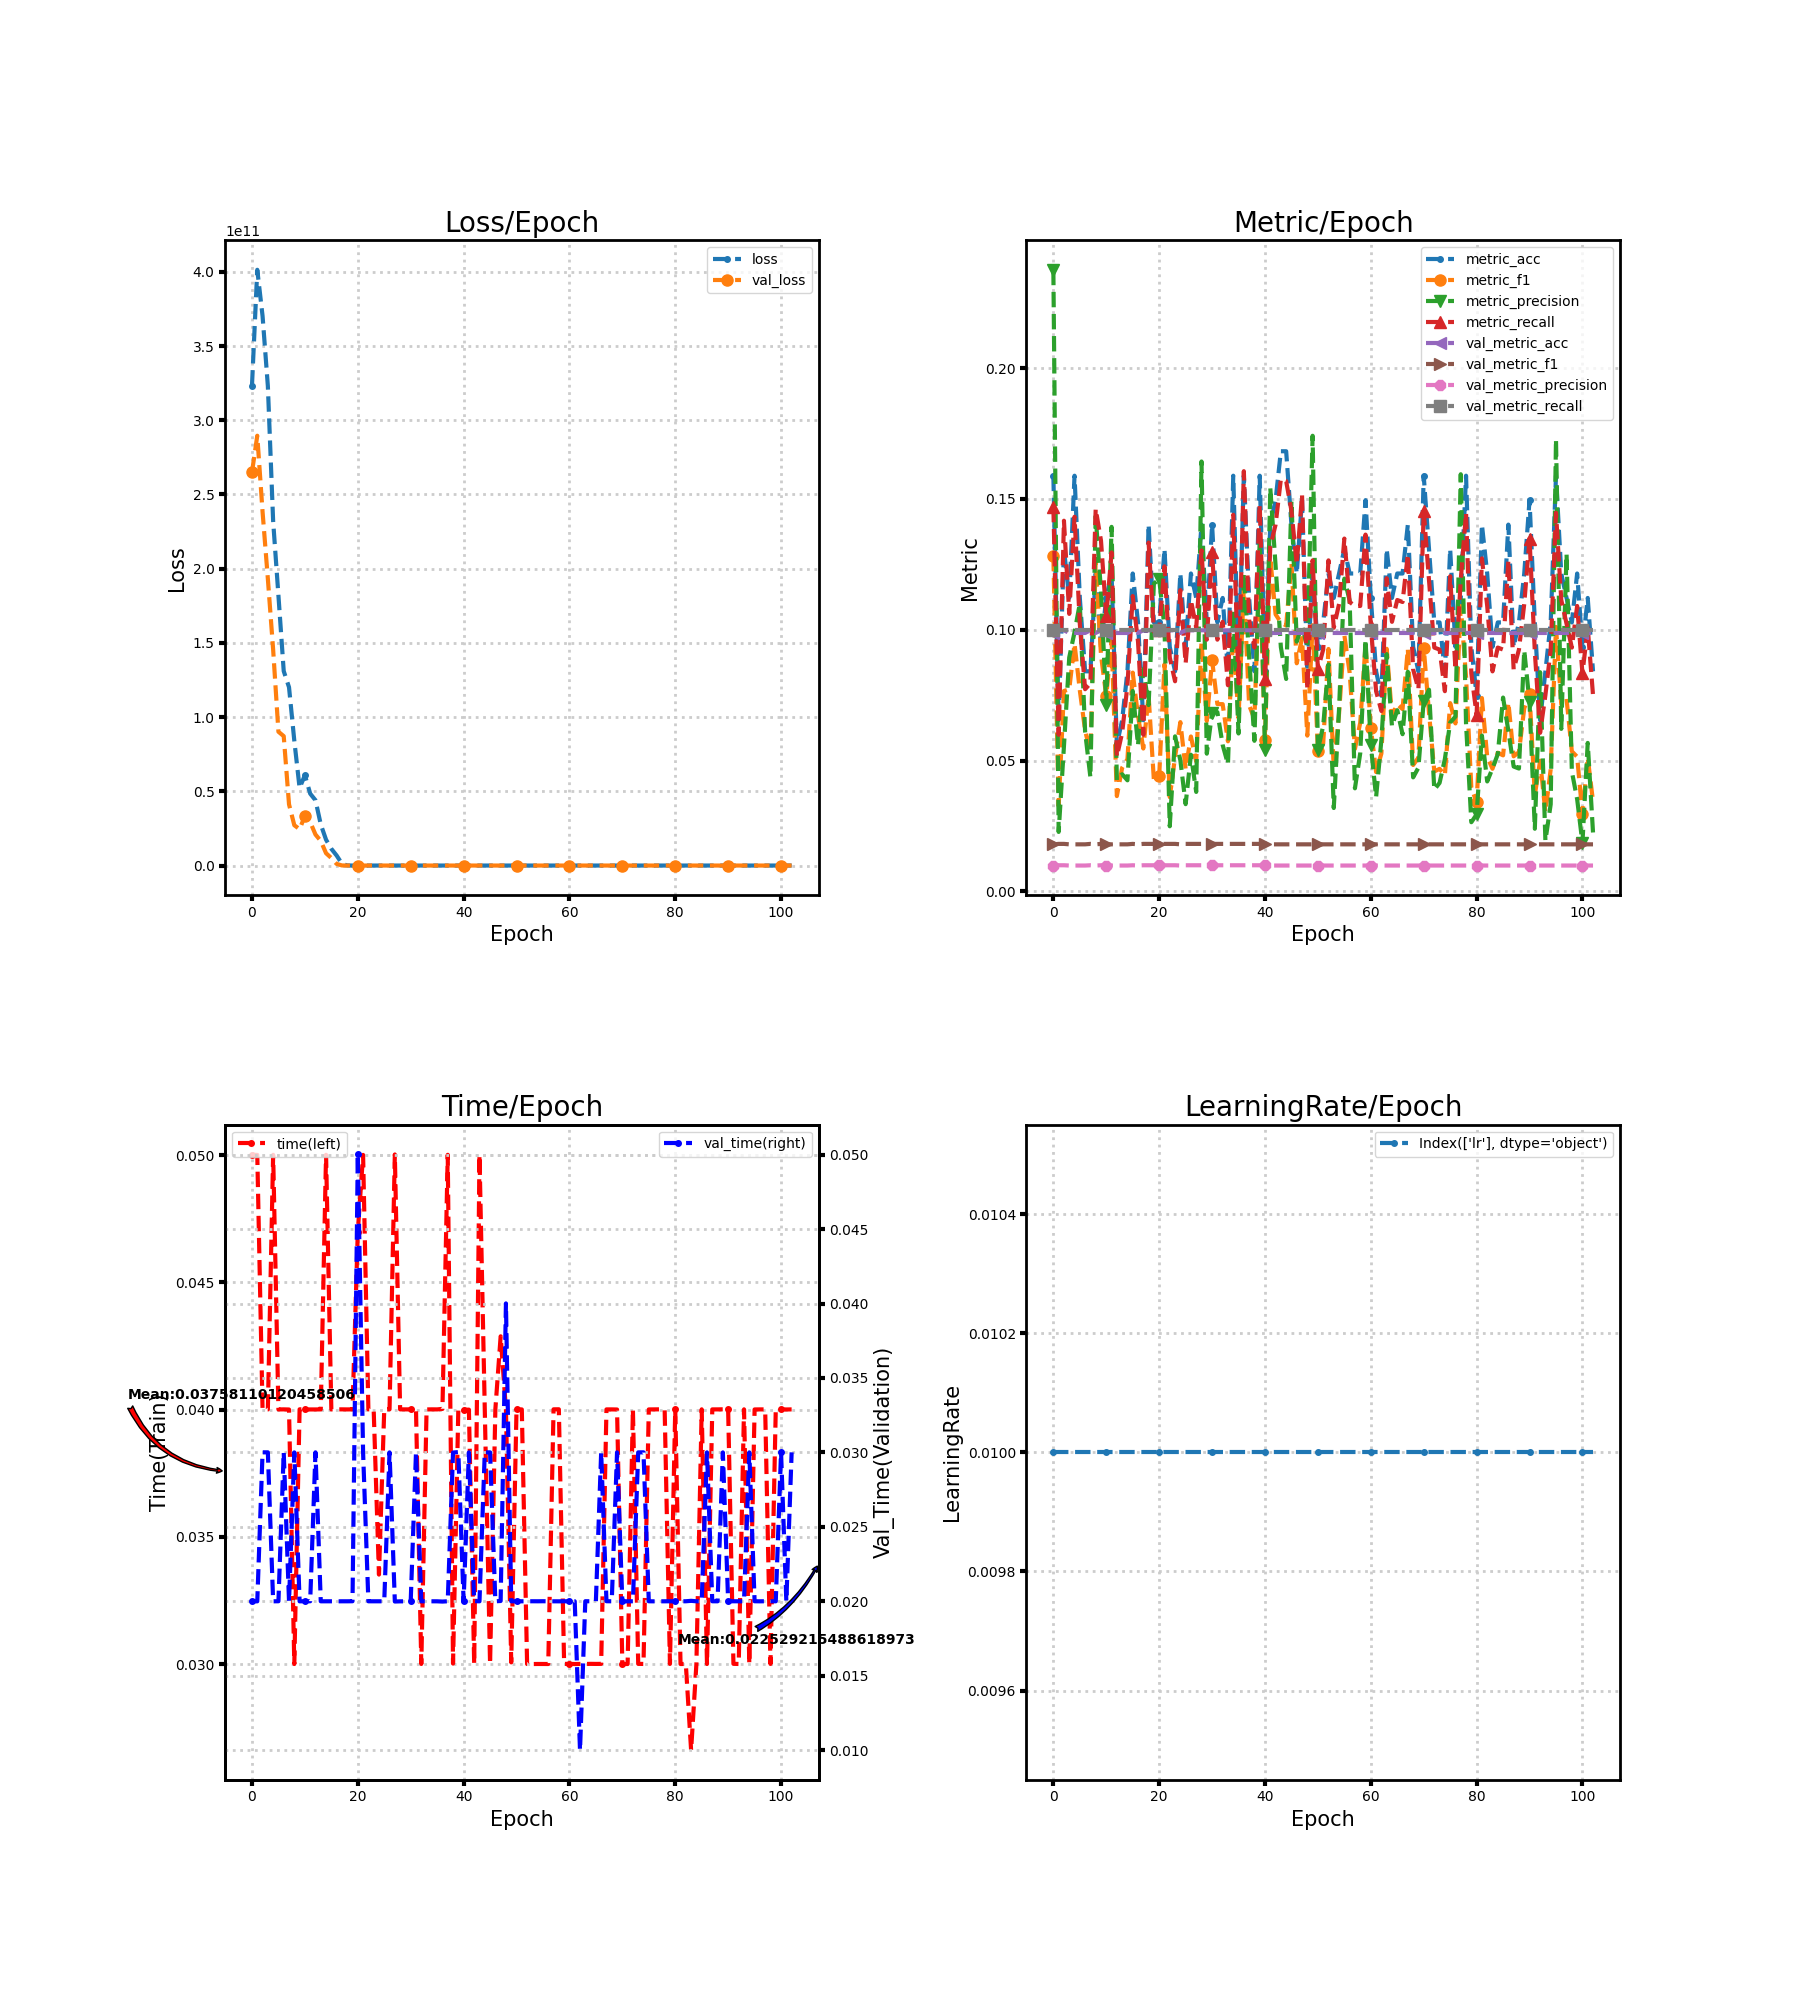 Loss/Epoch
1e11
4.0
3.5
3.0
2.5
2.0
1.5
1.0
0.5
0.0
Loss
loss
val_loss
0 20 40 60 80 100
Epoch
Metric/Epoch
0.20
0.15
0.10
0.05
0.00
Metric
metric_acc
metric_f1
metric_precision
metric_recall
val_metric_acc
val_metric_f1
val_metric_precision
val_metric_recall
0 20 40 60 80 100
Epoch
Time/Epoch
time(left)
val_time(right)
0.050
0.045
0.040
0.035
0.030
Time(Train)
Mean:0.03758110120458506
0.050
0.045
0.040
0.035
0.030
0.025
0.020
0.015
0.010
Val_Time(Validation)
Mean:0.022529215488618973
0 20 40 60 80 100
Epoch
LearningRate/Epoch
Index(['lr'], dtype='object')
0.0104
0.0102
0.0100
0.0098
0.0096
LearningRate
0 20 40 60 80 100
Epoch